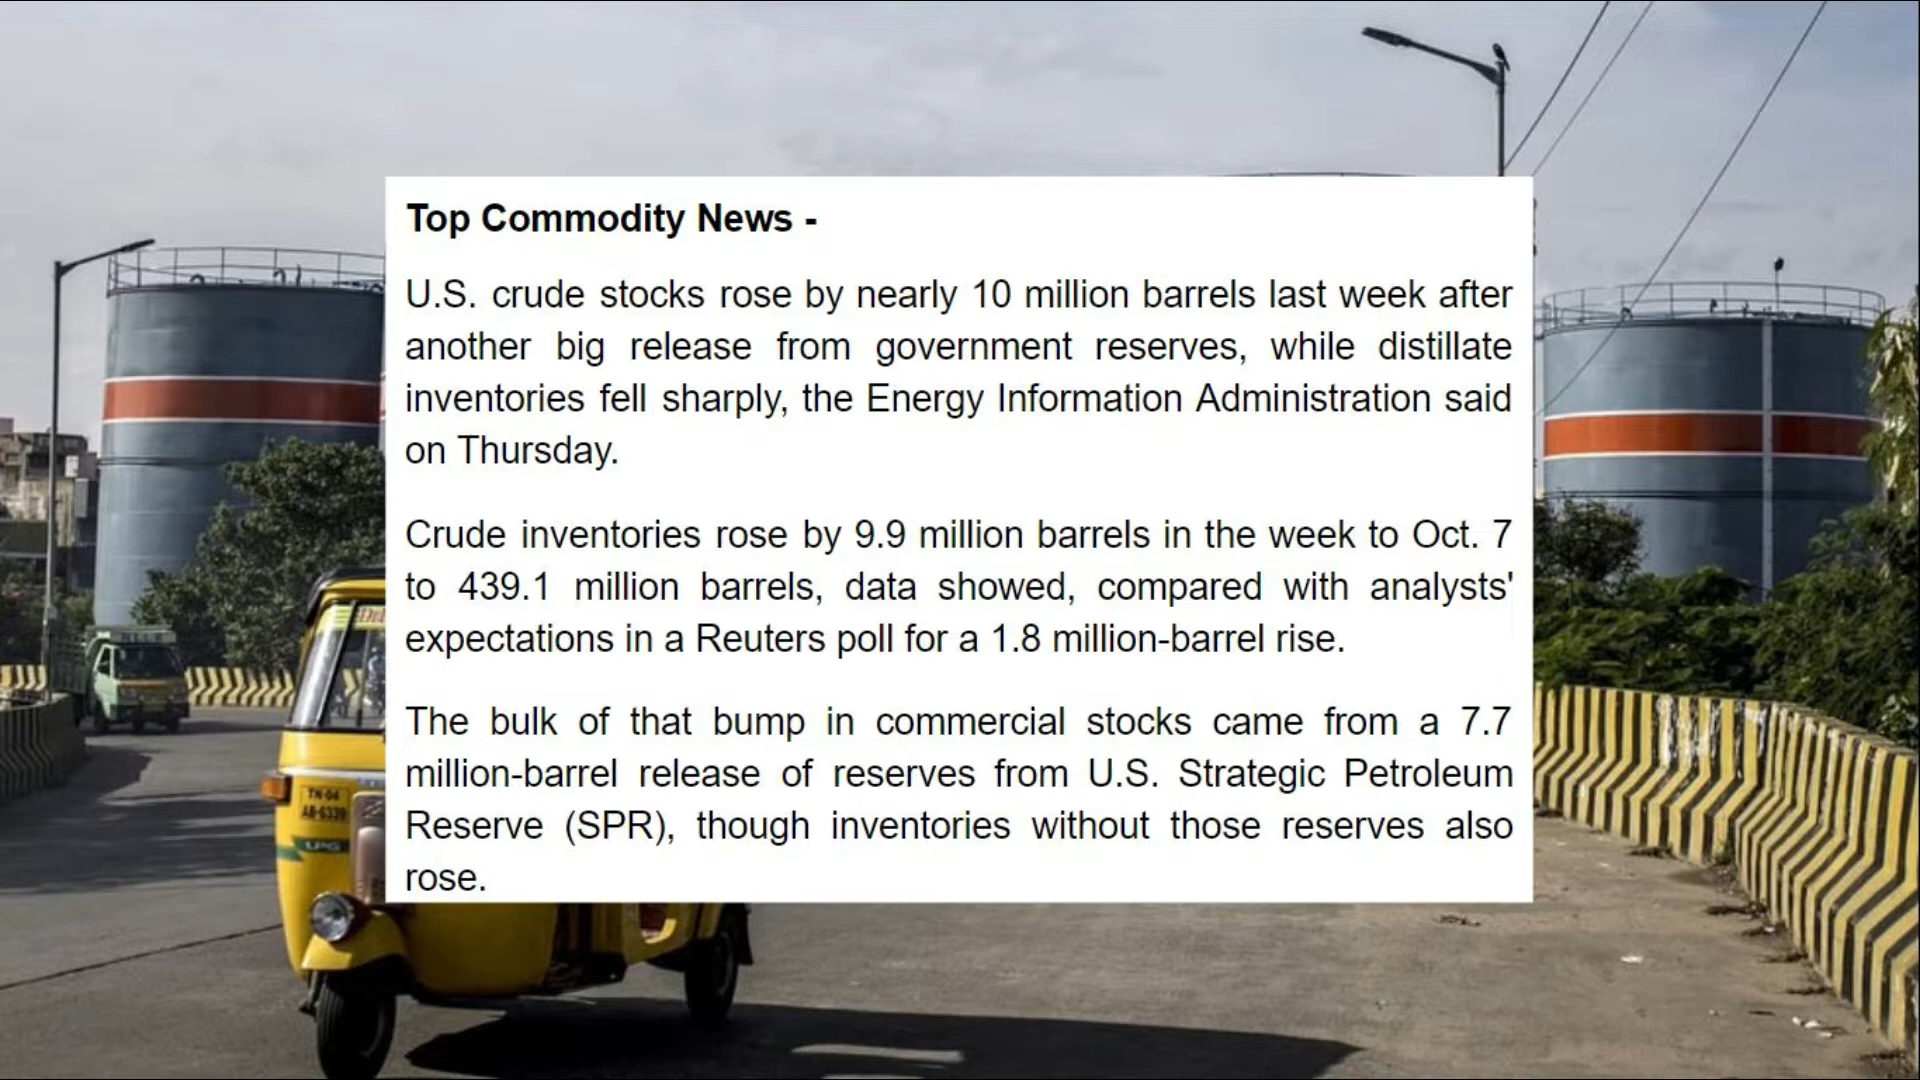 Top Commodity News -
U.S. crude stocks rose by nearly 10 million barrels last week after
another big release from government reserves, while distillate
inventories fell sharply, the Energy Information Administration said
on Thursday.
Crude inventories rose by 9.9 million barrels in the week to Oct. 7
to 439.1 million barrels, data showed, compared with analysts'
expectations in a Reuters poll for a 1.8 million-barrel rise.
The bulk of that bump in commercial stocks came from a 7.7
million-barrel release of reserves from U.S. Strategic Petroleum
Reserve (SPR), though inventories without those reserves also
rose.
TN-04
LPG